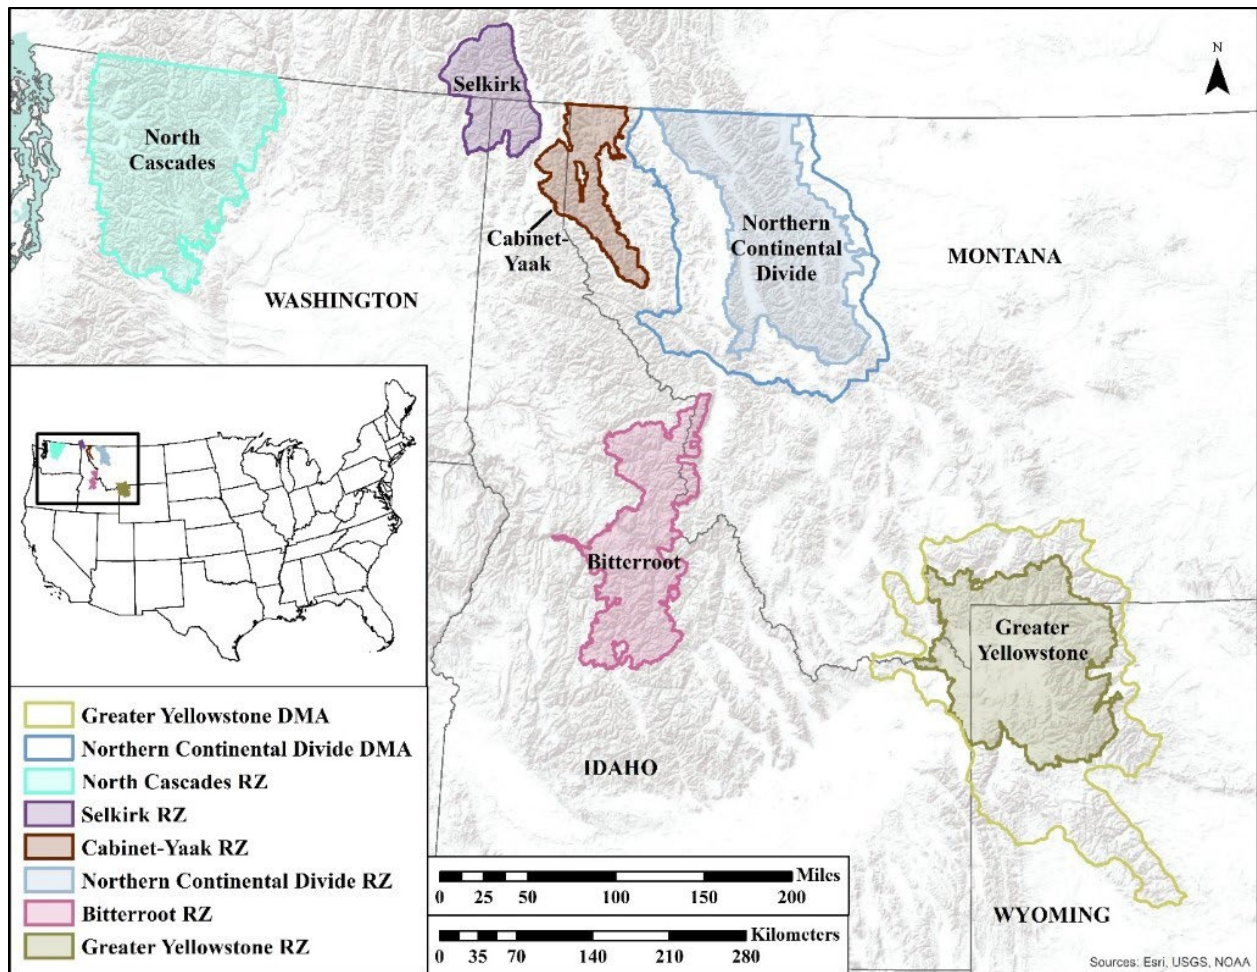 N
Selkirk
North
Cascades
Cabinet-
Yaak
Northern
Continental
Divide
MONTANA
WASHINGTON
Bitterroot
Greater
Yellowstone
IDAHO
WYOMING
Greater Yellowstone DMA
Northern Continental Divide DMA
North Cascades RZ
Selkirk RZ
Cabinet-Yaak RZ
Northern Continental Divide RZ
Bitterroot RZ
Greater Yellowstone RZ
Miles
0 25 50 100 150 200
Kilometers
0 35 70 140 210 280
Sources: Esri, USGS, NOAA